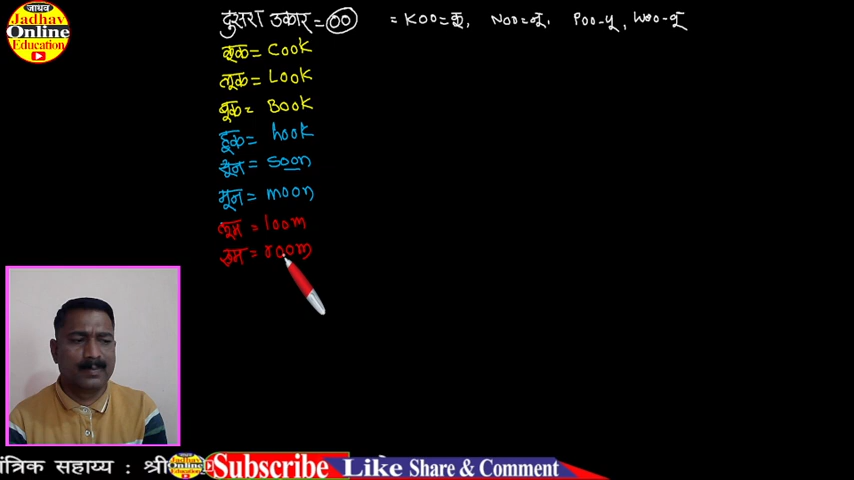 जाधव
Jadhav
Online
Education
दुसरा उकार = oo = Koo = कू, Noo = नू, Poo - पू, Woo - वू
कूक = Cook
लूक = Look
बूक = Book
हूक = hook
सून = soon
मून = moon
लूम = loom
रुम = room
ांत्रिक सहाय्य : श्री
Subscribe Like Share & Comment